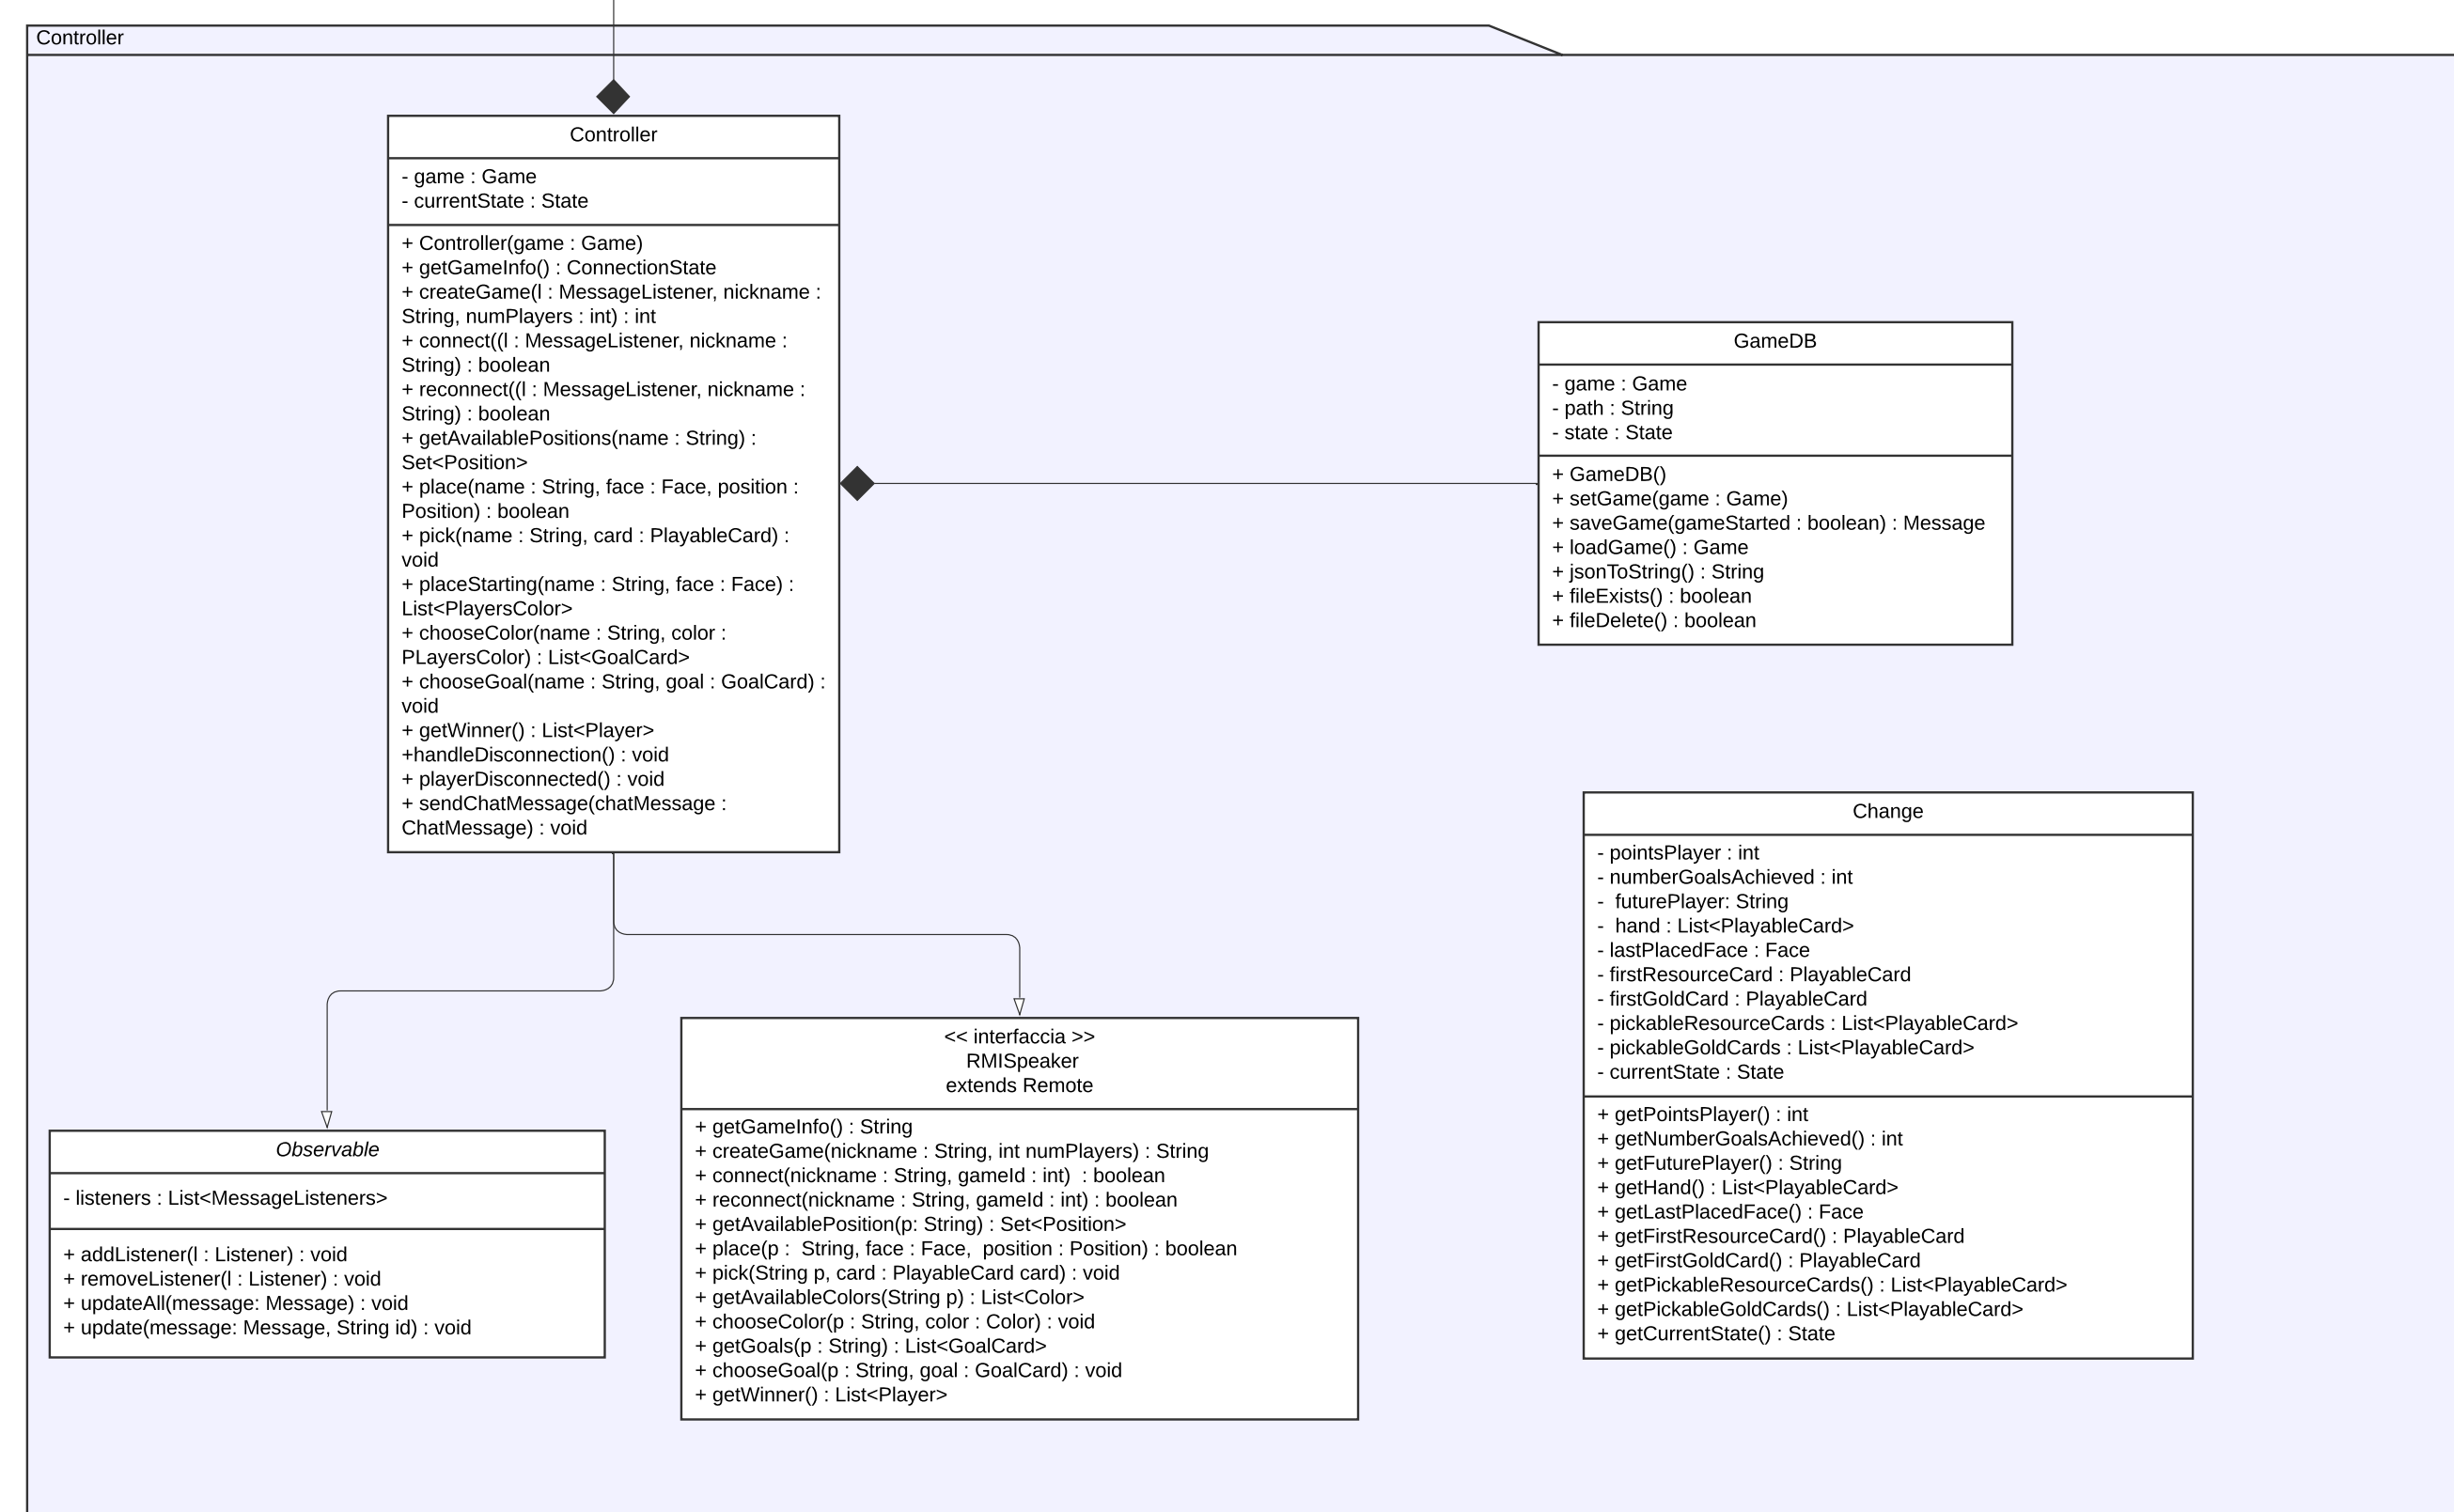 Controller
Controller
- game : Game
- currentState : State
+ Controller(game : Game)
+ getGameInfo() : ConnectionState
+ createGame(l : MessageListener, nickname :
String, numPlayers : int) : int
+ connect((l : MessageListener, nickname :
String) : boolean
+ reconnect((l : MessageListener, nickname :
String) : boolean
+ getAvailablePositions(name : String) :
Set<Position>
+ place(name : String, face : Face, position :
Position) : boolean
+ pick(name : String, card : PlayableCard) :
void
+ placeStarting(name : String, face : Face) :
List<PlayersColor>
+ chooseColor(name : String, color :
PLayersColor) : List<GoalCard>
+ chooseGoal(name : String, goal : GoalCard) :
void
+ getWinner() : List<Player>
+handleDisconnection() : void
+ playerDisconnected() : void
+ sendChatMessage(chatMessage :
ChatMessage) : void
GameDB
- game : Game
- path : String
- state : State
+ GameDB()
+ setGame(game : Game)
+ saveGame(gameStarted : boolean) : Message
+ loadGame() : Game
+ jsonToString() : String
+ fileExists() : boolean
+ fileDelete() : boolean
Change
- pointsPlayer : int
- numberGoalsAchieved : int
-  futurePlayer: String
-  hand : List<PlayableCard>
- lastPlacedFace : Face
- firstResourceCard : PlayableCard
- firstGoldCard : PlayableCard
- pickableResourceCards : List<PlayableCard>
- pickableGoldCards : List<PlayableCard>
- currentState : State
+ getPointsPlayer() : int
+ getNumberGoalsAchieved() : int
+ getFuturePlayer() : String
+ getHand() : List<PlayableCard>
+ getLastPlacedFace() : Face
+ getFirstResourceCard() : PlayableCard
+ getFirstGoldCard() : PlayableCard
+ getPickableResourceCards() : List<PlayableCard>
+ getPickableGoldCards() : List<PlayableCard>
+ getCurrentState() : State
<< interfaccia >>
RMISpeaker
extends Remote
+ getGameInfo() : String
+ createGame(nickname : String, int numPlayers) : String
+ connect(nickname : String, gameId : int)  : boolean
+ reconnect(nickname : String, gameId : int) : boolean
+ getAvailablePosition(p: String) : Set<Position>
+ place(p :  String, face : Face,  position : Position) : boolean
+ pick(String p, card : PlayableCard card) : void
+ getAvailableColors(String p) : List<Color>
+ chooseColor(p : String, color : Color) : void
+ getGoals(p : String) : List<GoalCard>
+ chooseGoal(p : String, goal : GoalCard) : void
+ getWinner() : List<Player>
Observable
- listeners : List<MessageListeners>
+ addListener(l : Listener) : void
+ removeListener(l : Listener) : void
+ updateAll(message: Message) : void
+ update(message: Message, String id) : void